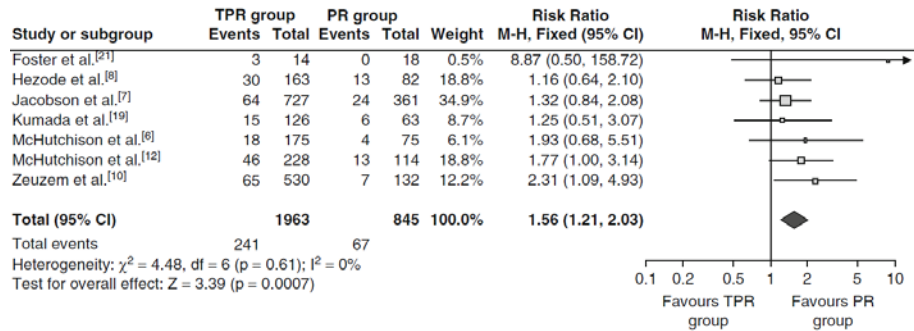 TPR group PR group Risk Ratio Risk Ratio
Study or subgroup Events Total Events Total Weight M-H, Fixed (95% CI) M-H, Fixed, 95% CI
Foster et al.[21] 3 14 0 18 0.5% 8.87 (0.50, 158.72)
Hezode et al.[8] 30 163 13 82 18.8% 1.16 (0.64, 2.10)
Jacobson et al.[7] 64 727 24 361 34.9% 1.32 (0.84, 2.08)
Kumada et al.[19] 15 126 6 63 8.7% 1.25 (0.51, 3.07)
McHutchison et al.[6] 18 175 4 75 6.1% 1.93 (0.68, 5.51)
McHutchison et al.[12] 46 228 13 114 18.8% 1.77 (1.00, 3.14)
Zeuzem et al.[10] 65 530 7 132 12.2% 2.31 (1.09, 4.93)
Total (95% CI) 1963 845 100.0% 1.56 (1.21, 2.03)
Total events 241 67
Heterogeneity: χ2 = 4.48, df = 6 (p = 0.61); I2 = 0%
Test for overall effect: Z = 3.39 (p = 0.0007)
0.1 0.2 0.5 1 2 5 10
Favours TPR Favours PR
group group